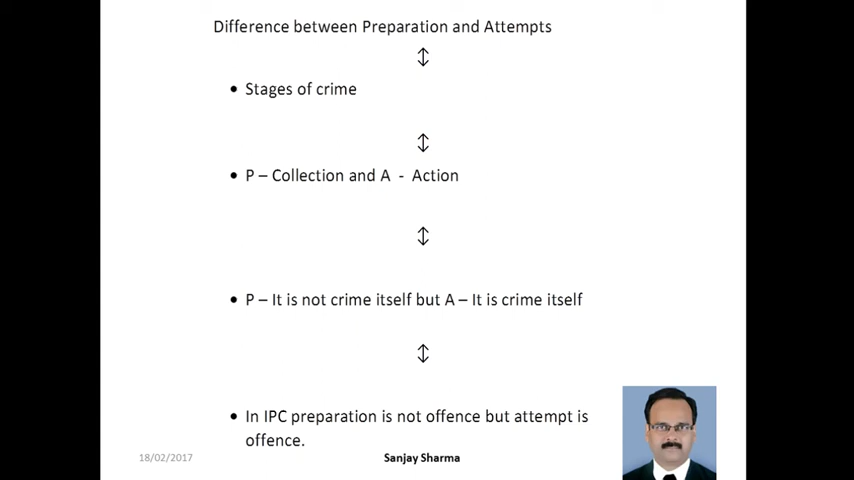 Difference between Preparation and Attempts
• Stages of crime
• P – Collection and A - Action
• P – It is not crime itself but A – It is crime itself
• In IPC preparation is not offence but attempt is
offence.
18/02/2017
Sanjay Sharma